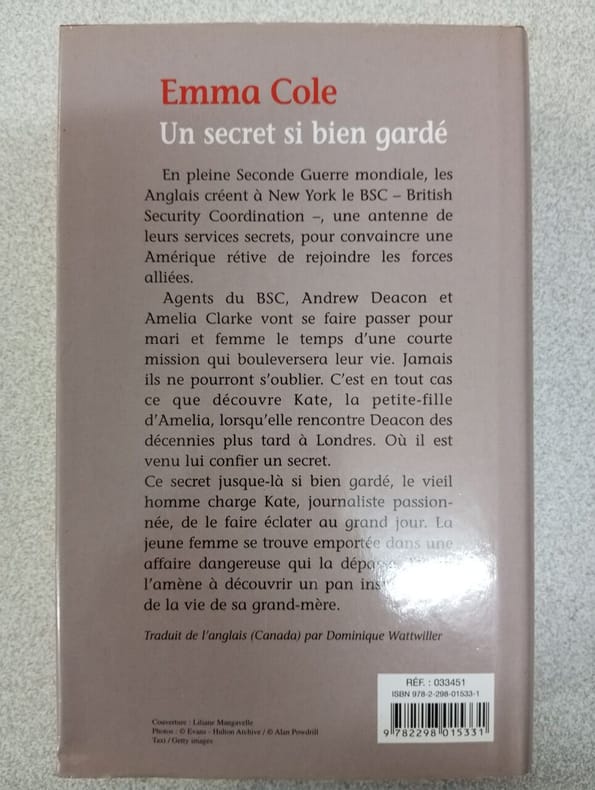 Emma Cole
Un secret si bien gardé
En pleine Seconde Guerre mondiale, les
Anglais créent à New York le BSC – British
Security Coordination –, une antenne de
leurs services secrets, pour convaincre une
Amérique rétive de rejoindre les forces
alliées.
Agents du BSC, Andrew Deacon et
Amelia Clarke vont se faire passer pour
mari et femme le temps d'une courte
mission qui bouleversera leur vie. Jamais
ils ne pourront s'oublier. C'est en tout cas
ce que découvre Kate, la petite-fille
d'Amelia, lorsqu'elle rencontre Deacon des
décennies plus tard à Londres. Où il est
venu lui confier un secret.
Ce secret jusque-là si bien gardé, le vieil
homme charge Kate, journaliste passion-
née, de le faire éclater au grand jour. La
jeune femme se trouve emportée dans une
affaire dangereuse qui la
l'amène à découvrir un pan
de la vie de sa grand-mère.
Traduit de l'anglais (Canada) par Dominique Wattwiller
RÉF. : 033451
ISBN 978-2-298-01533-1
9 782298 015331
Couverture : Liliane Mangavelle
Photos : © Evans - Hulton Archive / © Alan Powdrill
Taxi / Getty images